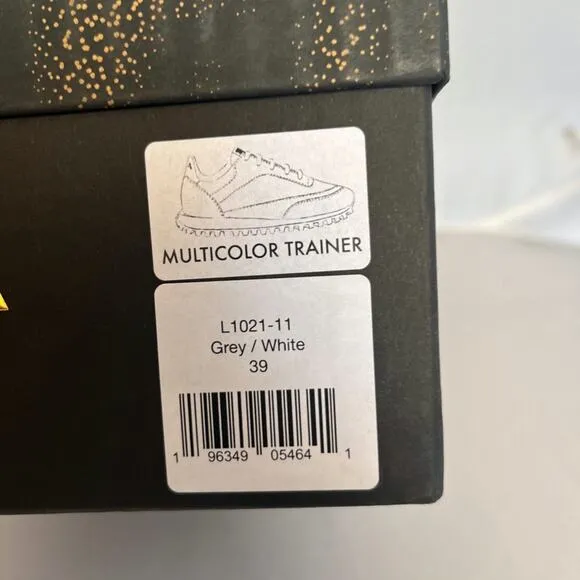 MULTICOLOR TRAINER
L1021-11
Grey / White
39
1 96349 05464 1